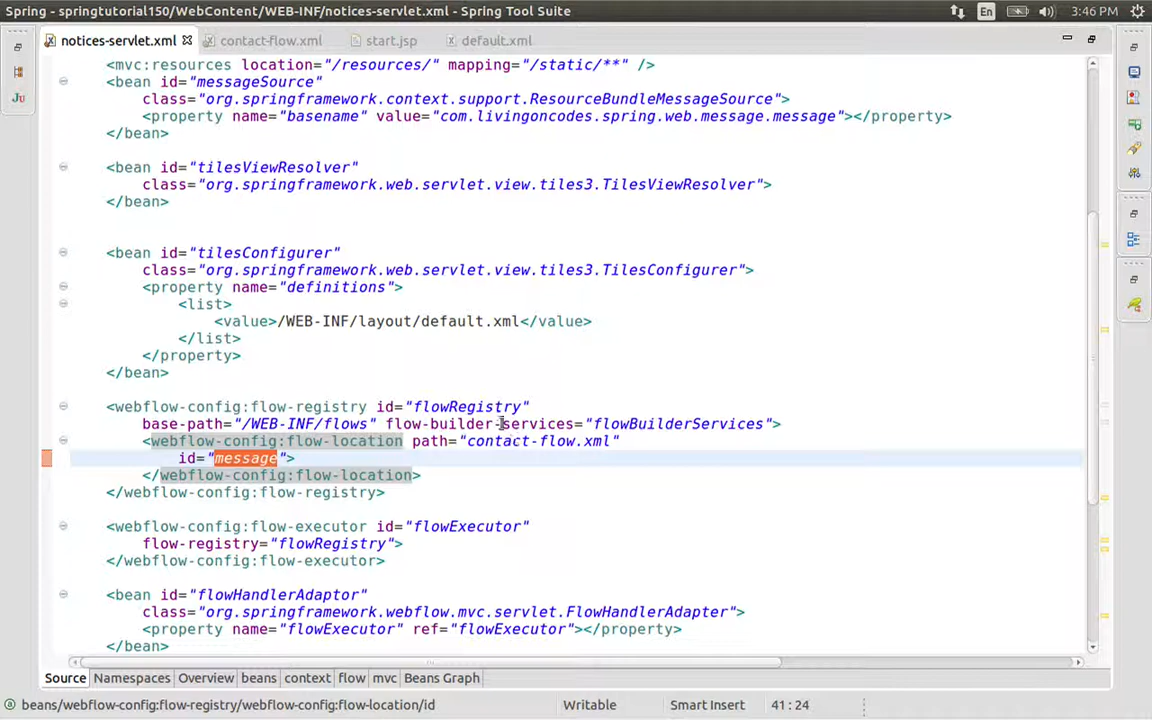 Spring - springtutorial150/WebContent/WEB-INF/notices-servlet.xml - Spring Tool Suite
En
3:46 PM
notices-servlet.xml
contact-flow.xml
start.jsp
default.xml
<mvc:resources location="/resources/" mapping="/static/**" />
<bean id="messageSource"
class="org.springframework.context.support.ResourceBundleMessageSource">
<property name="basename" value="com.livingoncodes.spring.web.message.message"></property>
</bean>
<bean id="tilesViewResolver"
class="org.springframework.web.servlet.view.tiles3.TilesViewResolver">
</bean>
<bean id="tilesConfigurer"
class="org.springframework.web.servlet.view.tiles3.TilesConfigurer">
<property name="definitions">
<list>
<value>/WEB-INF/layout/default.xml</value>
</list>
</property>
</bean>
<webflow-config:flow-registry id="flowRegistry"
base-path="/WEB-INF/flows" flow-builder-services="flowBuilderServices">
<webflow-config:flow-location path="contact-flow.xml"
id="message">
</webflow-config:flow-location>
</webflow-config:flow-registry>
<webflow-config:flow-executor id="flowExecutor"
flow-registry="flowRegistry">
</webflow-config:flow-executor>
<bean id="flowHandlerAdaptor"
class="org.springframework.webflow.mvc.servlet.FlowHandlerAdapter">
<property name="flowExecutor" ref="flowExecutor"></property>
</bean>
Source Namespaces Overview beans context flow mvc Beans Graph
beans/webflow-config:flow-registry/webflow-config:flow-location/id
Writable
Smart Insert
41 : 24